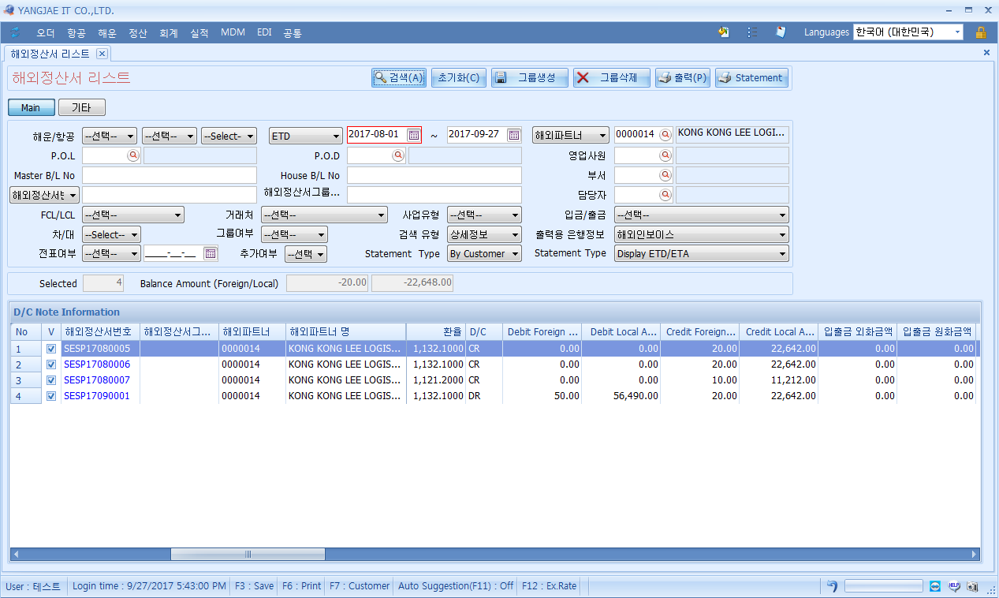 YANGJAE IT CO.,LTD.
오더 항공 해운 정산 회계 실적 MDM EDI 공통 Languages 한국어 (대한민국)
해외정산서 리스트
해외정산서 리스트 검색(A) 초기화(C) 그룹생성 그룹삭제 출력(P) Statement
Main 기타
해운/항공 --선택-- --선택-- --Select- ETD 2017-08-01 ~ 2017-09-27 해외파트너 0000014 KONG KONG LEE LOGI...
P.O.L P.O.D 영업사원
Master B/L No House B/L No 부서
해외정산서번 해외정산서그룹... 담당자
FCL/LCL --선택-- 거래처 --선택-- 사업유형 --선택-- 입금/출금 --선택--
차/대 --Select-- 그룹여부 --선택-- 검색 유형 상세정보 출력용 은행정보 해외인보이스
전표여부 --선택-- ____-__-__ 추가여부 --선택 Statement Type By Customer Statement Type Display ETD/ETA
Selected 4 Balance Amount (Foreign/Local) -20.00 -22,648.00
D/C Note Information
No V 해외정산서번호 해외정산서그... 해외파트너 해외파트너 명 환율 D/C Debit Foreign ... Debit Local A... Credit Foreign... Credit Local A... 입출금 외화금액 입출금 원화금액
1 SESP17080005 0000014 KONG KONG LEE LOGIS... 1,132.1000 CR 0.00 0.00 20.00 22,642.00 0.00 0.00
2 SESP17080006 0000014 KONG KONG LEE LOGIS... 1,132.1000 CR 0.00 0.00 20.00 22,642.00 0.00 0.00
3 SESP17080007 0000014 KONG KONG LEE LOGIS... 1,121.2000 CR 0.00 0.00 10.00 11,212.00 0.00 0.00
4 SESP17090001 0000014 KONG KONG LEE LOGIS... 1,132.1000 DR 50.00 56,490.00 20.00 22,642.00 0.00 0.00
User : 테스트 Login time : 9/27/2017 5:43:00 PM F3 : Save F6 : Print F7 : Customer Auto Suggestion(F11) : Off F12 : Ex.Rate HELP